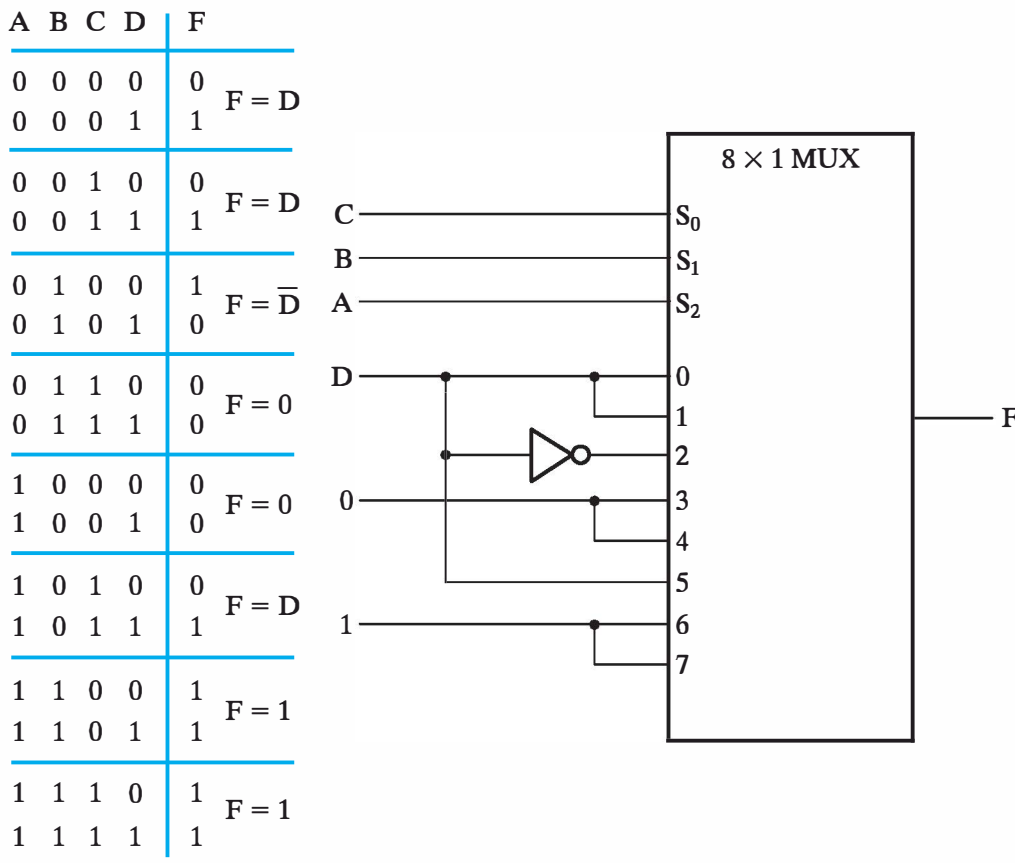 A B C D F
0 0 0 0 0
F = D
0 0 0 1 1
0 0 1 0 0
F = D
0 0 1 1 1
0 1 0 0 1
F = D̅
0 1 0 1 0
0 1 1 0 0
F = 0
0 1 1 1 0
1 0 0 0 0
F = 0
1 0 0 1 0
1 0 1 0 0
F = D
1 0 1 1 1
1 1 0 0 1
F = 1
1 1 0 1 1
1 1 1 0 1
F = 1
1 1 1 1 1
8 × 1 MUX
C S₀
B S₁
A S₂
D 0
1
2
0 3
4
5
1 6
7
F